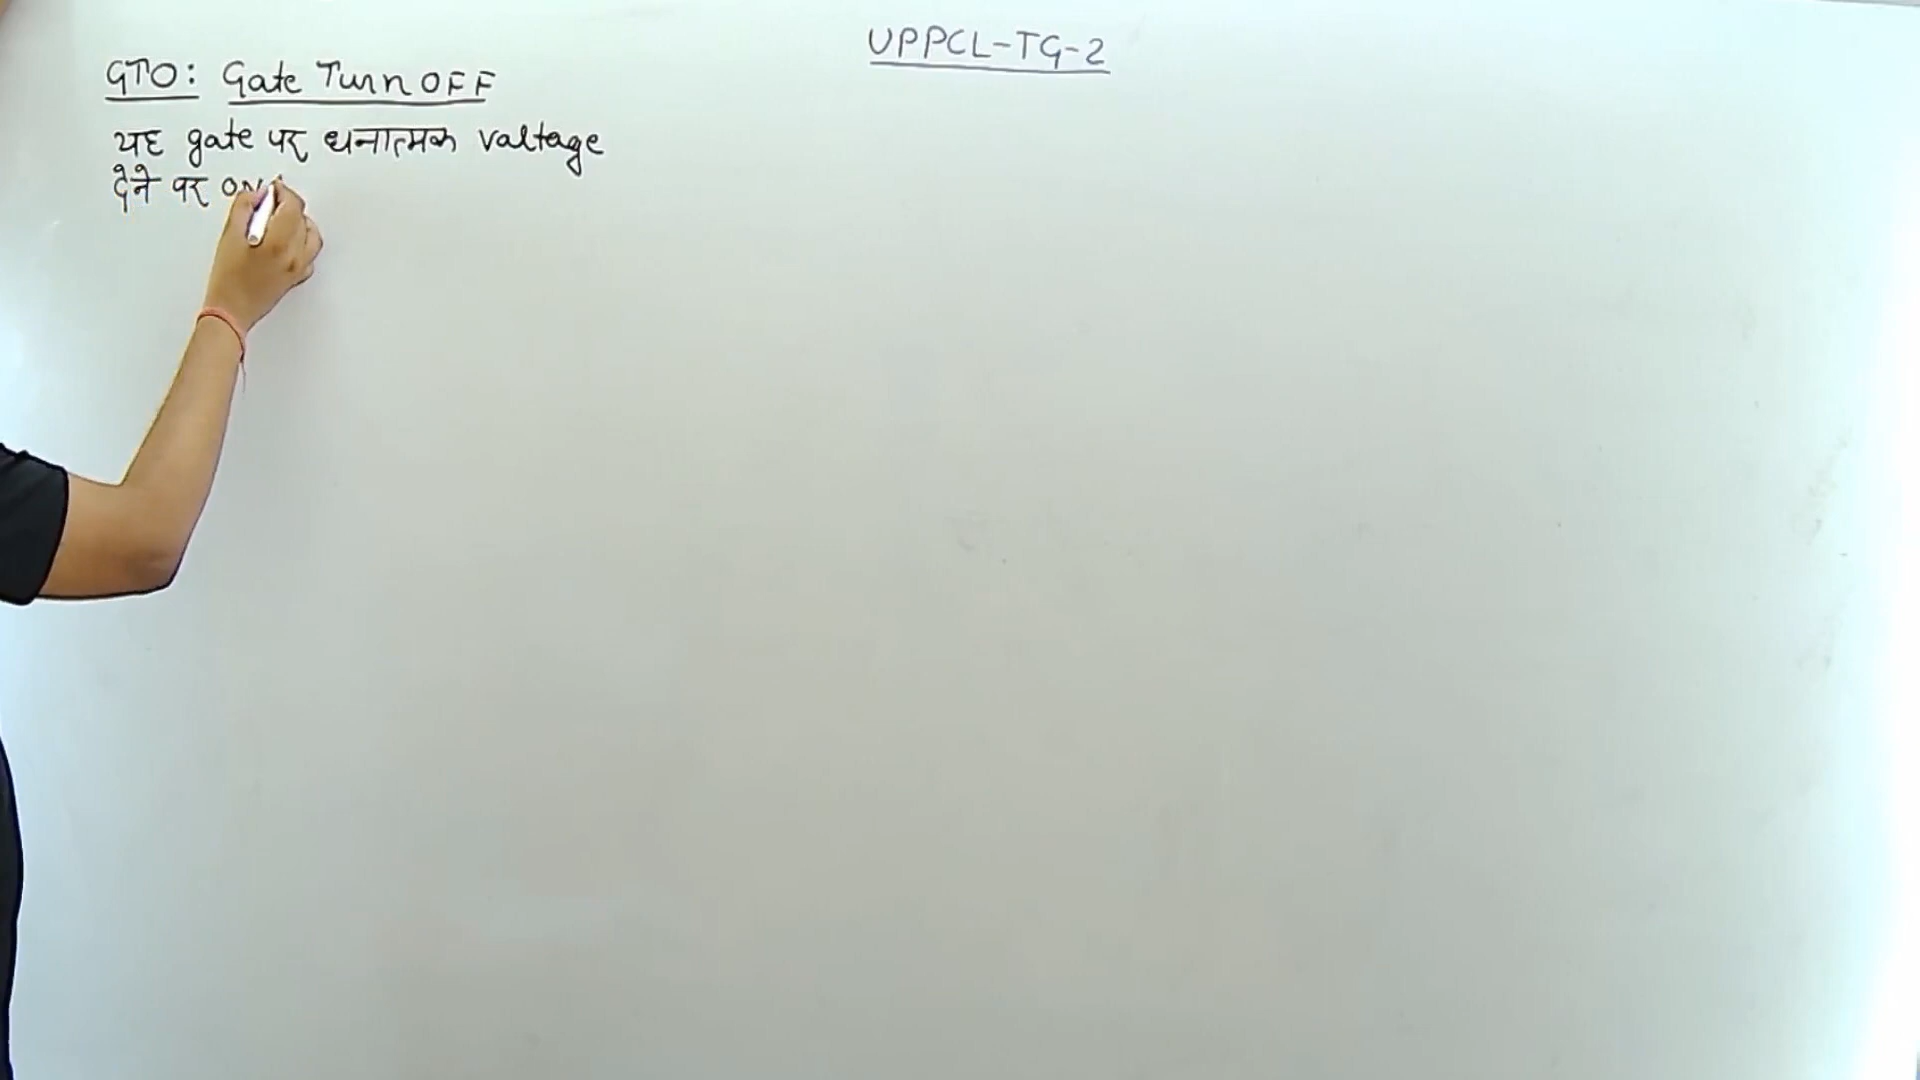 UPPCL-TG-2
GTO: Gate Turn OFF
यह gate पर धनात्मक valtage
देने पर ON